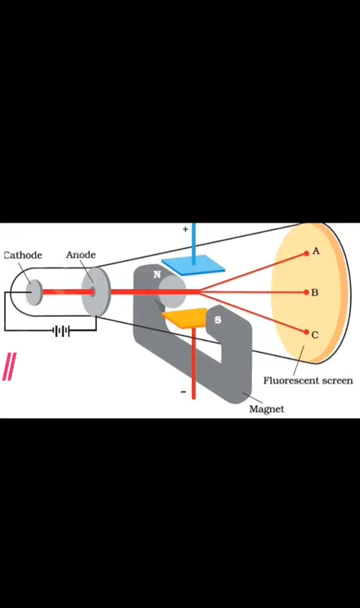 +
Cathode
Anode
N
A
B
S
C
Fluorescent screen
–
Magnet